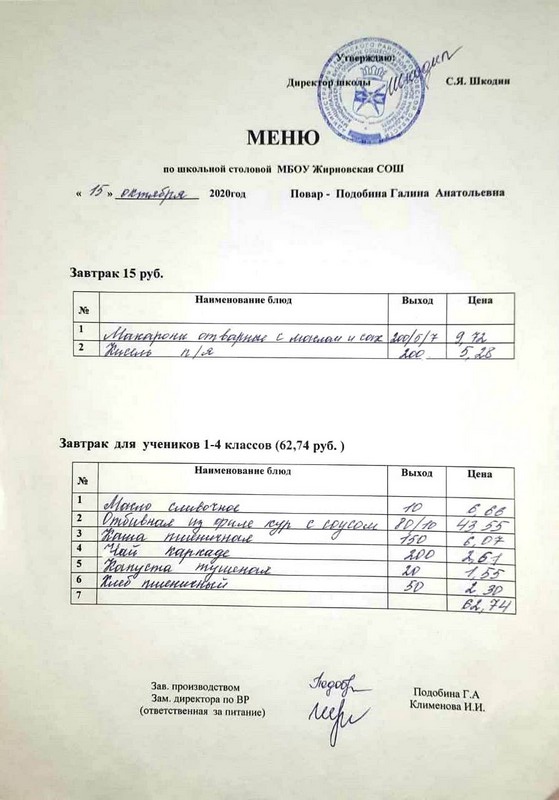 Утверждаю:
Директор школы Шкодин С.Я. Шкодин
МЕНЮ
по школьной столовой МБОУ Жирновская СОШ
« 15 » октября 2020год Повар - Подобина Галина Анатольевна
Завтрак 15 руб.
№ Наименование блюд Выход Цена
1 Макароны отварные с маслом и сах 200/5/7 9,72
2 Кисель п/я 200 5,28
Завтрак для учеников 1-4 классов (62,74 руб. )
№ Наименование блюд Выход Цена
1 Масло сливочное 10 6,66
2 Отбивная из филе кур с соусом 80/10 43,55
3 Каша пшеничная 150 6,07
4 Чай каркаде 200 2,61
5 Капуста тушеная 20 1,55
6 Хлеб пшеничный 50 2,30
7 62,74
Зав. производством Подобина Г.А
Зам. директора по ВР Клименова И.И.
(ответственная за питание)